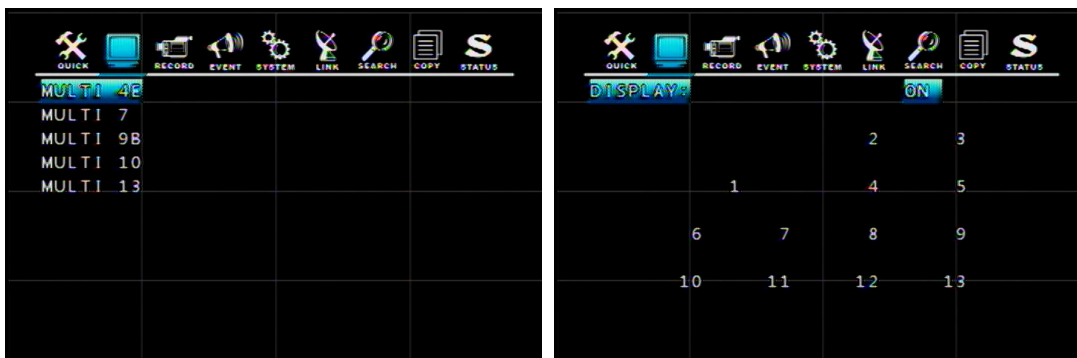 QUICK RECORD EVENT SYSTEM LINK SEARCH COPY STATUS
MULTI 4E
MULTI 7
MULTI 9B
MULTI 10
MULTI 13
QUICK RECORD EVENT SYSTEM LINK SEARCH COPY STATUS
DISPLAY: ON
2 3
1 4 5
6 7 8 9
10 11 12 13